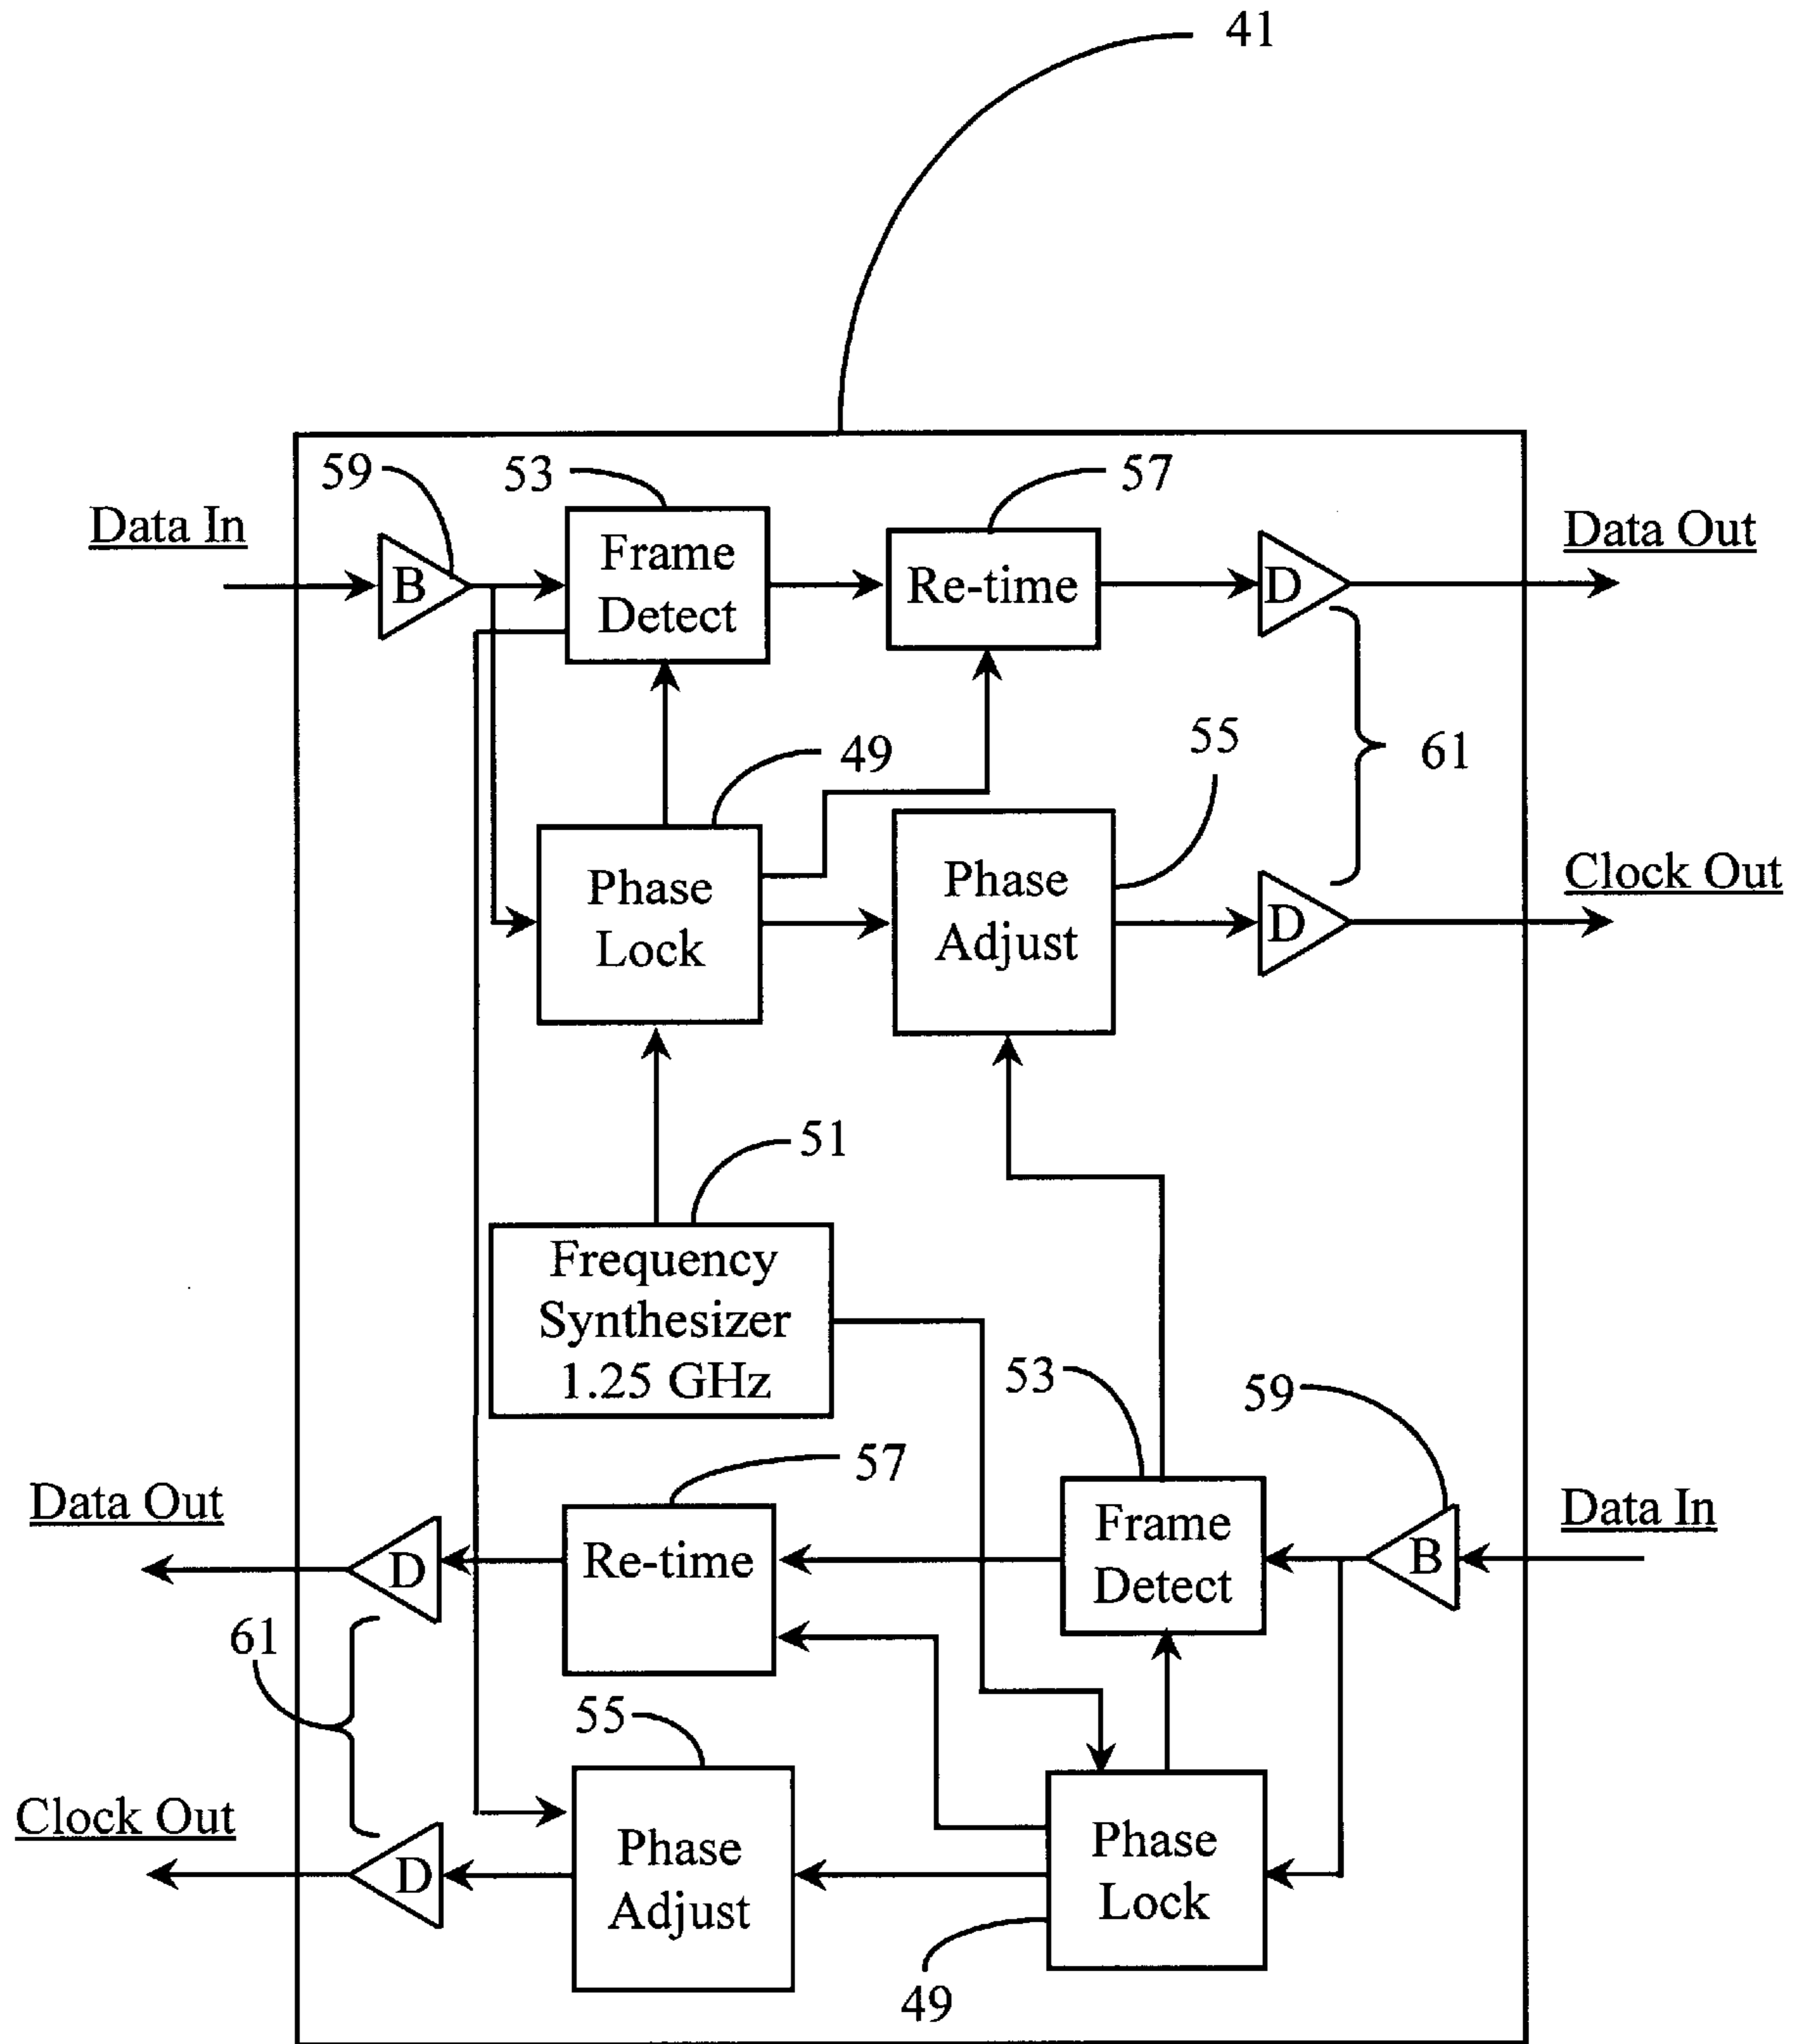 41
59
53
57
Data In
Data Out
B
Frame
Detect
Re-time
D
49
55
61
Clock Out
Phase
Lock
Phase
Adjust
D
51
Frequency
Synthesizer
1.25 GHz
53
59
57
Data Out
Data In
D
Re-time
Frame
Detect
B
61
55
Clock Out
D
Phase
Adjust
Phase
Lock
49